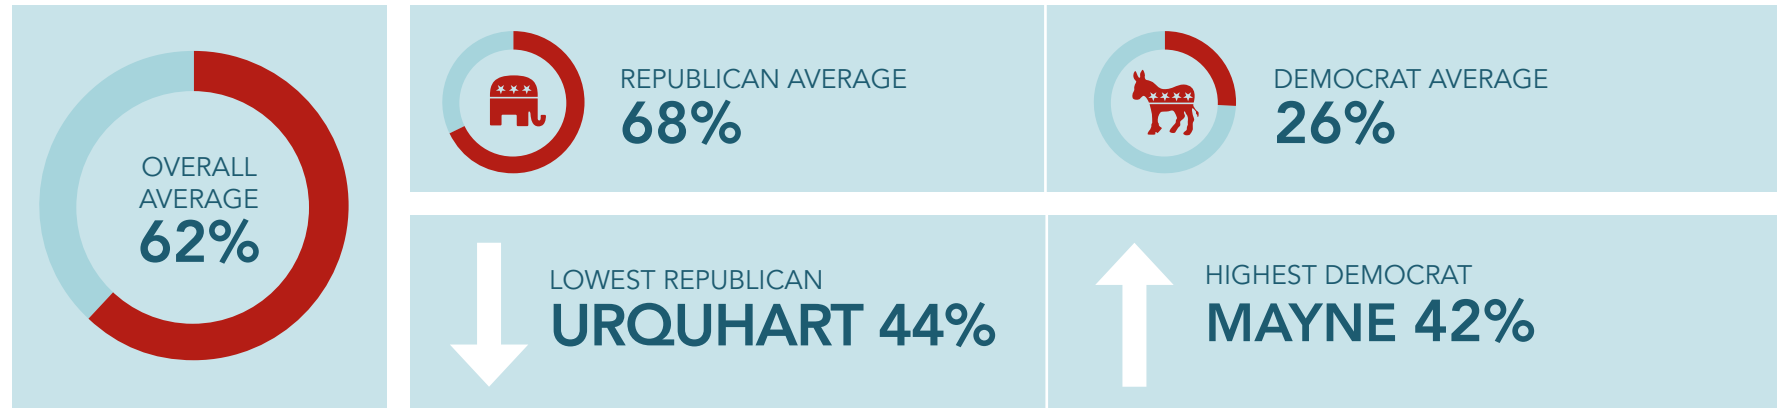 OVERALL
AVERAGE
62%
REPUBLICAN AVERAGE
68%
DEMOCRAT AVERAGE
26%
LOWEST REPUBLICAN
URQUHART 44%
HIGHEST DEMOCRAT
MAYNE 42%